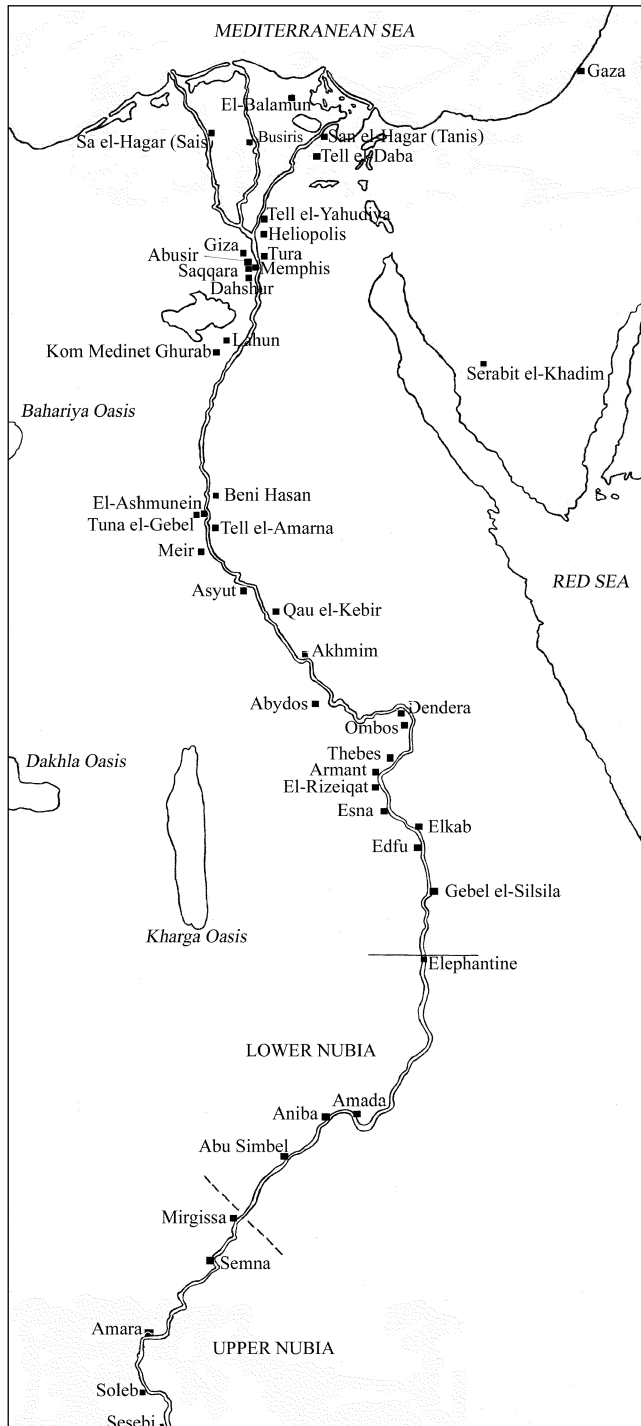 MEDITERRANEAN SEA
Gaza
El-Balamun
Sa el-Hagar (Sais)
Busiris
San el-Hagar (Tanis)
Tell el-Daba
Tell el-Yahudiya
Heliopolis
Giza
Abusir
Tura
Saqqara
Memphis
Dahshur
Lahun
Kom Medinet Ghurab
Serabit el-Khadim
Bahariya Oasis
Beni Hasan
El-Ashmunein
Tuna el-Gebel
Tell el-Amarna
Meir
RED SEA
Asyut
Qau el-Kebir
Akhmim
Abydos
Dendera
Ombos
Thebes
Dakhla Oasis
Armant
El-Rizeiqat
Esna
Elkab
Edfu
Gebel el-Silsila
Kharga Oasis
Elephantine
LOWER NUBIA
Amada
Aniba
Abu Simbel
Mirgissa
Semna
Amara
UPPER NUBIA
Soleb
Sesebi